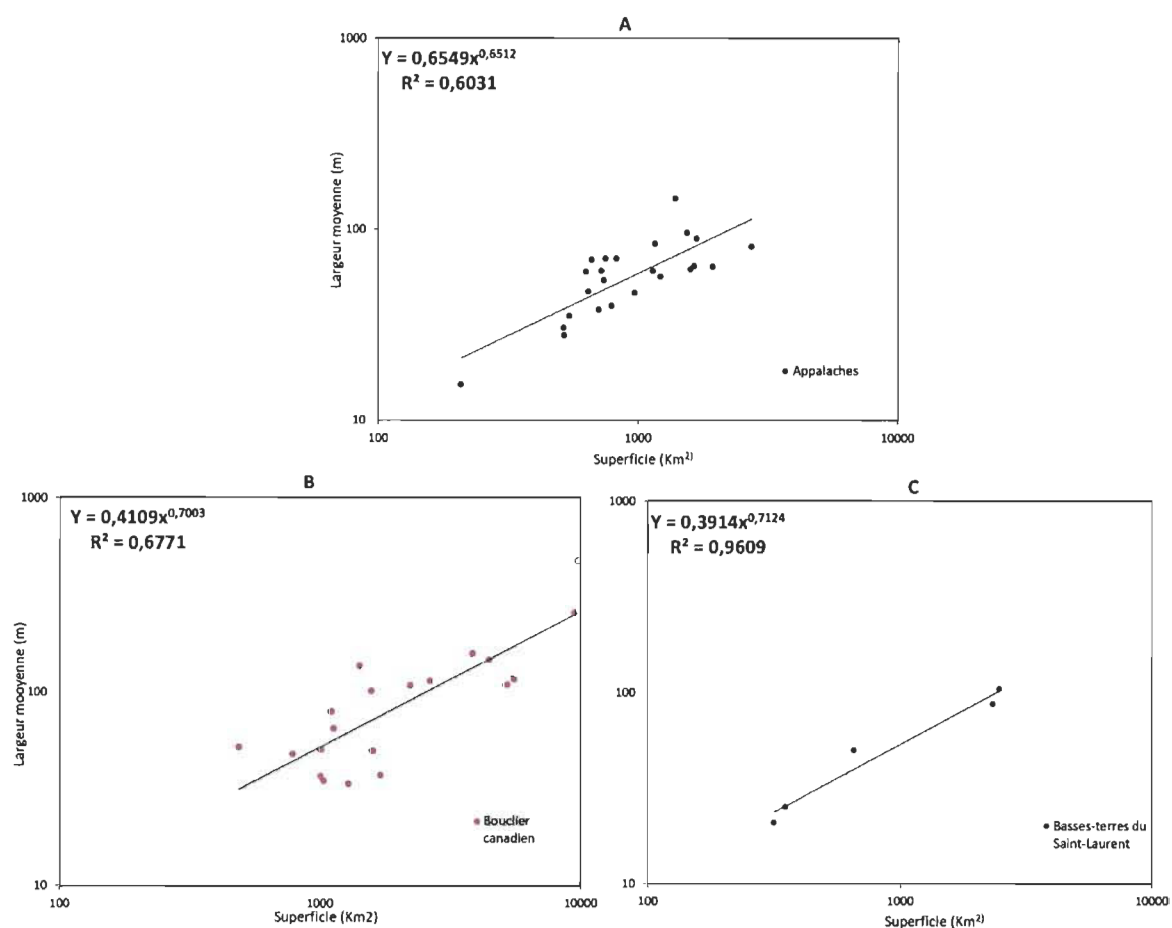 A
1000
Y = 0,6549x^0,6512
R² = 0,6031
Largeur moyenne (m)
100
Appalaches
10
100
1000
10000
Superficie (Km²)
B
1000
Y = 0,4109x^0,7003
R² = 0,6771
Largeur mooyenne (m)
100
Bouclier
canadien
10
100
1000
10000
Superficie (Km2)
C
1000
Y = 0,3914x^0,7124
R² = 0,9609
100
Basses-terres du
Saint-Laurent
10
100
1000
10000
Superficie (Km²)